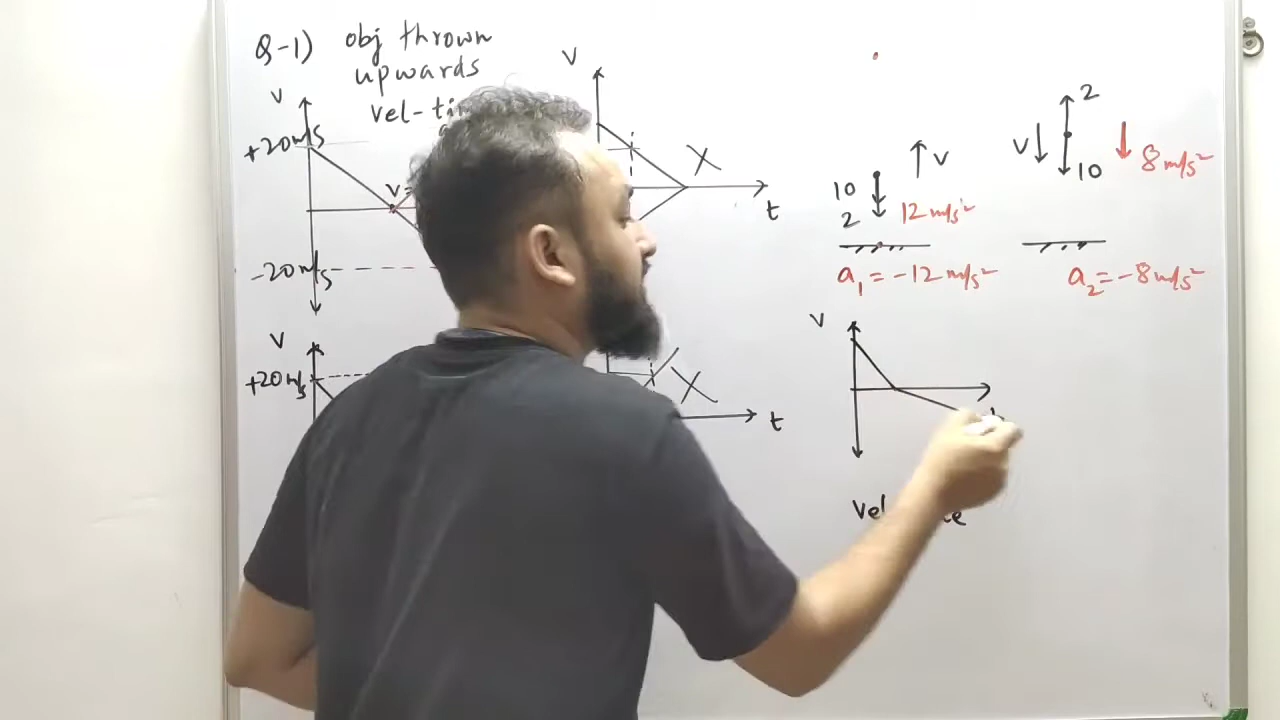 Q-1) obj thrown
upwards
vel-ti
V
+20m/s
V=
-20m/s
V
t
X
V
+20m/s
X
t
10
2
V
12 m/s²
a₁ = -12 m/s²
2
V
10
8 m/s²
a₂ = -8 m/s²
V
Vel